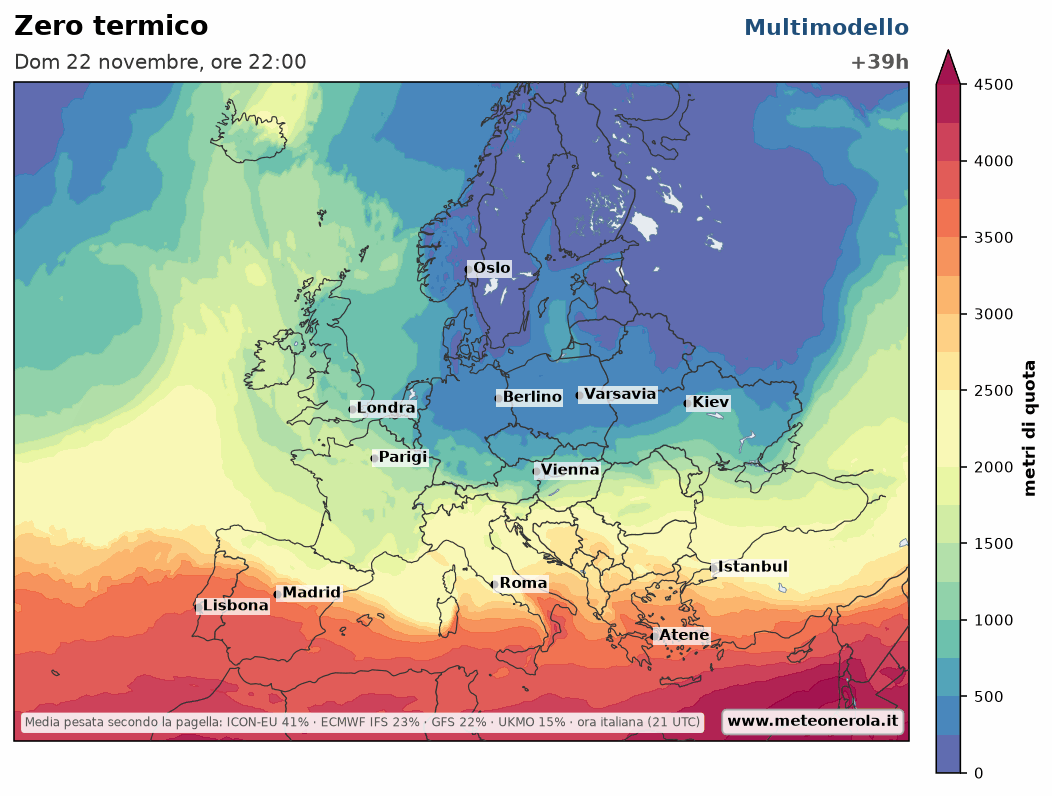 Zero termico
Multimodello
Dom 22 novembre, ore 22:00
+39h
4500
4000
3500
3000
2500
2000
1500
1000
500
0
metri di quota
Oslo
Berlino
Varsavia
Kiev
Londra
Parigi
Vienna
Istanbul
Roma
Madrid
Lisbona
Atene
Media pesata secondo la pagella: ICON-EU 41% · ECMWF IFS 23% · GFS 22% · UKMO 15% · ora italiana (21 UTC)
www.meteonerola.it